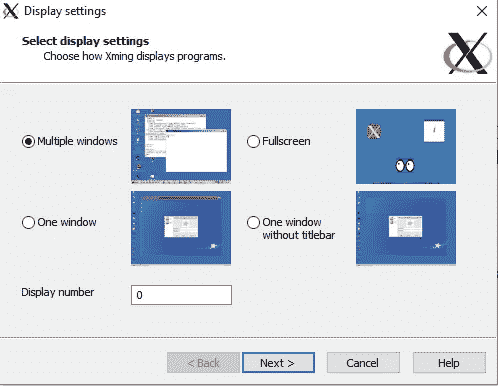 Display settings
Select display settings
Choose how Xming displays programs.
Multiple windows
Fullscreen
One window
One window
without titlebar
Display number
0
< Back
Next >
Cancel
Help